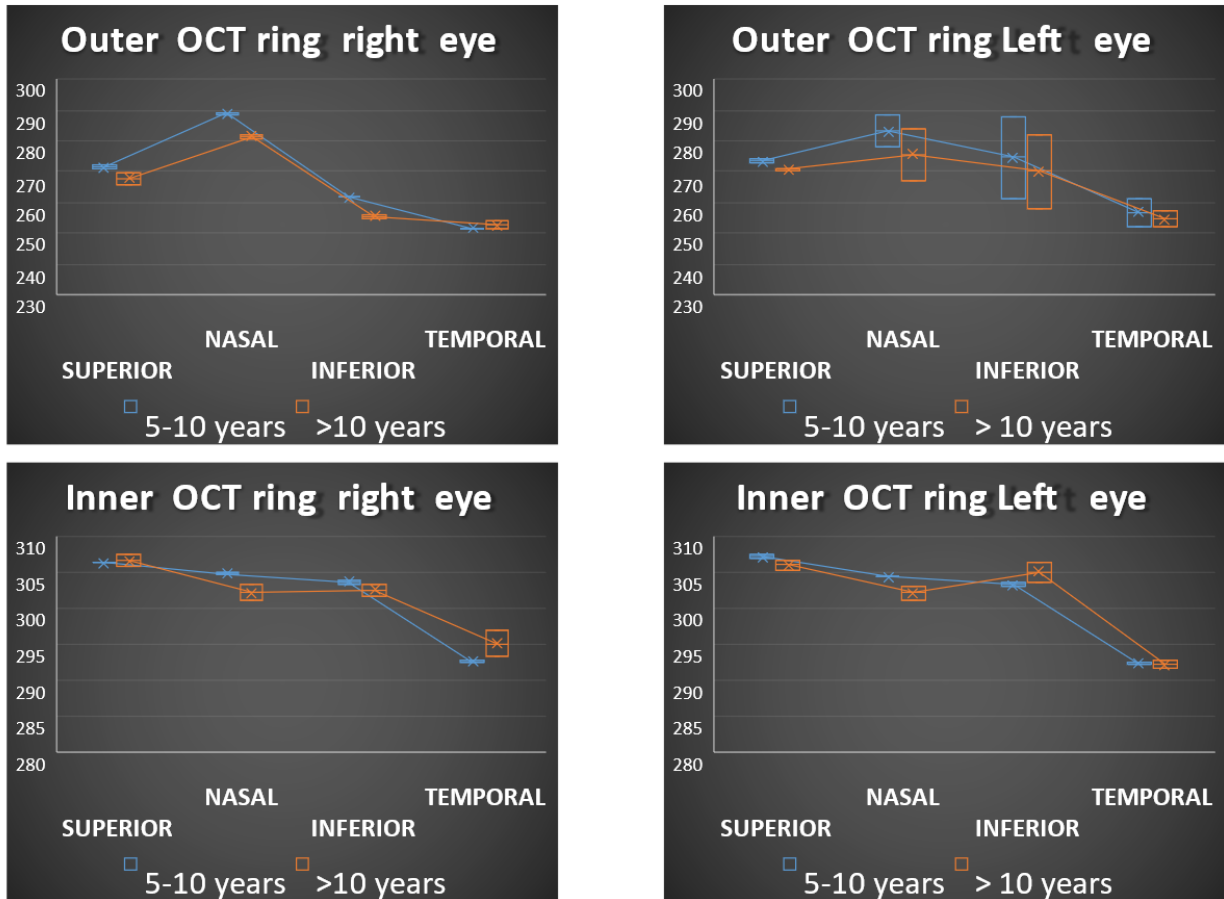 Outer OCT ring right eye
300
290
280
270
260
250
240
230
NASAL TEMPORAL
SUPERIOR INFERIOR
5-10 years >10 years
Outer OCT ring Left eye
300
290
280
270
260
250
240
230
NASAL TEMPORAL
SUPERIOR INFERIOR
5-10 years > 10 years
Inner OCT ring right eye
310
305
300
295
290
285
280
NASAL TEMPORAL
SUPERIOR INFERIOR
5-10 years >10 years
Inner OCT ring Left eye
310
305
300
295
290
285
280
NASAL TEMPORAL
SUPERIOR INFERIOR
5-10 years > 10 years